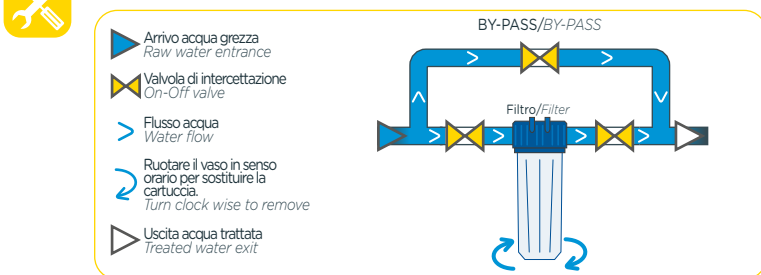 Arrivo acqua grezza
Raw water entrance
Valvola di intercettazione
On-Off valve
Flusso acqua
Water flow
Ruotare il vaso in senso
orario per sostituire la
cartuccia.
Turn clock wise to remove
Uscita acqua trattata
Treated water exit
BY-PASS/BY-PASS
Filtro/Filter